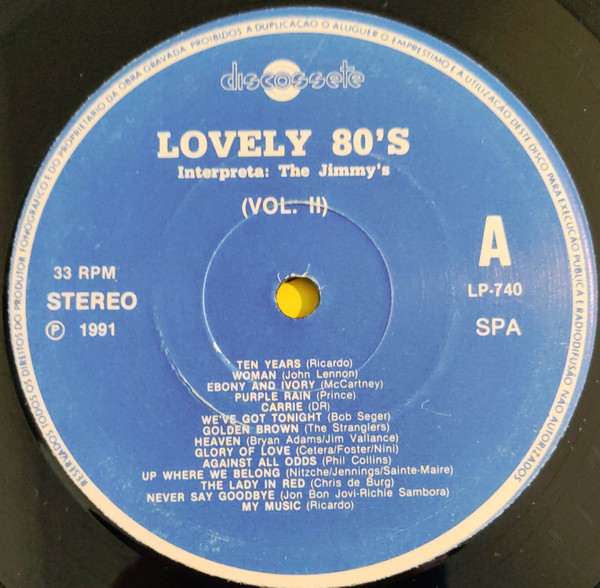 RESERVADOS TODOS OS DIREITOS DO PRODUTOR FONOGRÁFICO E DO PROPRIETÁRIO DA OBRA GRAVADA PROIBIDOS A DUPLICAÇÃO O ALUGUER O EMPRÉSTIMO E A UTILIZAÇÃO DESTE DISCO PARA EXECUÇÃO PÚBLICA E RADIODIFUSÃO NÃO AUTORIZADOS
discossete
LOVELY 80'S
Interpreta: The Jimmy's
(VOL. II)
A
33 RPM
LP-740
STEREO
SPA
Ⓟ 1991
TEN YEARS (Ricardo)
WOMAN (John Lennon)
EBONY AND IVORY (McCartney)
PURPLE RAIN (Prince)
CARRIE (DR)
WE'VE GOT TONIGHT (Bob Seger)
GOLDEN BROWN (The Stranglers)
HEAVEN (Bryan Adams/Jim Vallance)
GLORY OF LOVE (Cetera/Foster/Nini)
AGAINST ALL ODDS (Phil Collins)
UP WHERE WE BELONG (Nitzche/Jennings/Sainte-Maire)
THE LADY IN RED (Chris de Burg)
NEVER SAY GOODBYE (Jon Bon Jovi-Richie Sambora)
MY MUSIC (Ricardo)